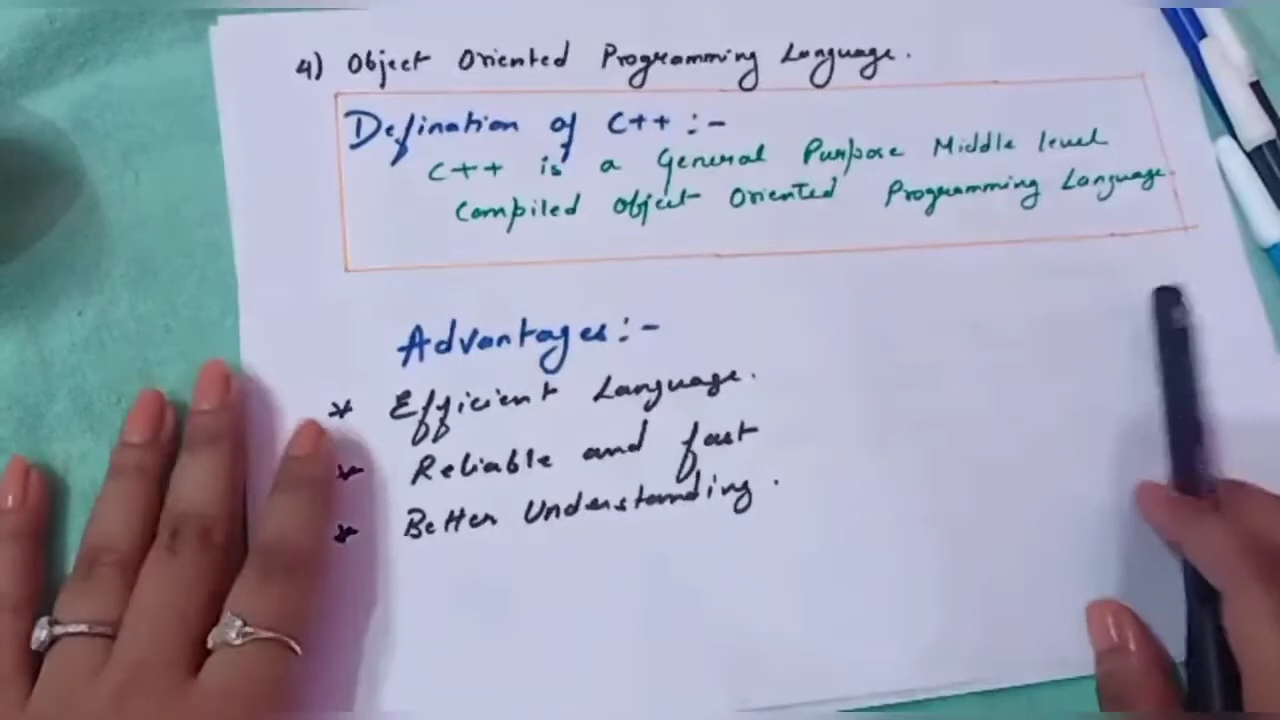 4) Object Oriented Programming Language.
Defination of C++ :-
C++ is a General Purpose Middle level
Compiled Object Oriented Programming Language.
Advantages :-
* Efficient Language.
* Reliable and fast
* Better Understanding.